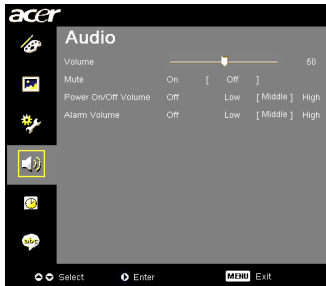 acer
Audio
Volume 50
Mute On [ Off ]
Power On/Off Volume Off Low [ Middle ] High
Alarm Volume Off Low [ Middle ] High
abc
Select Enter MENU Exit